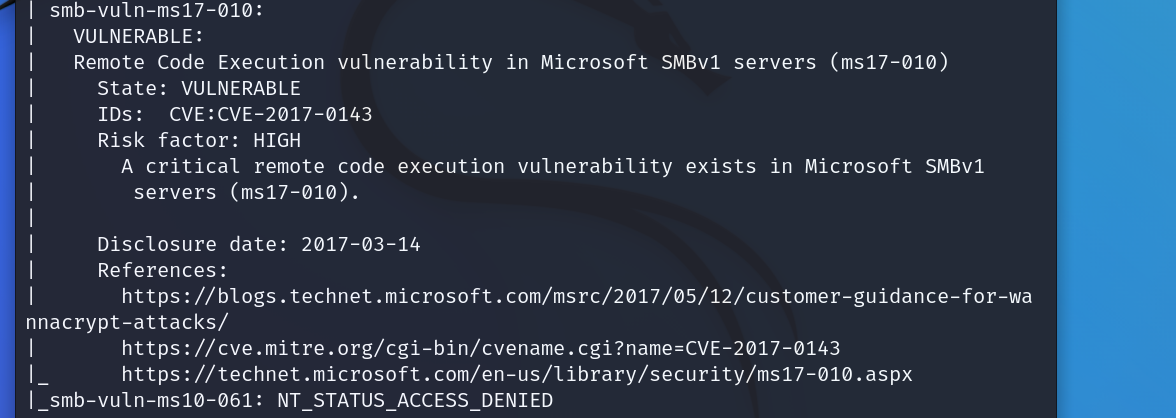 | smb-vuln-ms17-010:
|   VULNERABLE:
|   Remote Code Execution vulnerability in Microsoft SMBv1 servers (ms17-010)
|     State: VULNERABLE
|     IDs:  CVE:CVE-2017-0143
|     Risk factor: HIGH
|       A critical remote code execution vulnerability exists in Microsoft SMBv1
|        servers (ms17-010).
|
|     Disclosure date: 2017-03-14
|     References:
|       https://blogs.technet.microsoft.com/msrc/2017/05/12/customer-guidance-for-wa
nnacrypt-attacks/
|       https://cve.mitre.org/cgi-bin/cvename.cgi?name=CVE-2017-0143
|_      https://technet.microsoft.com/en-us/library/security/ms17-010.aspx
|_smb-vuln-ms10-061: NT_STATUS_ACCESS_DENIED